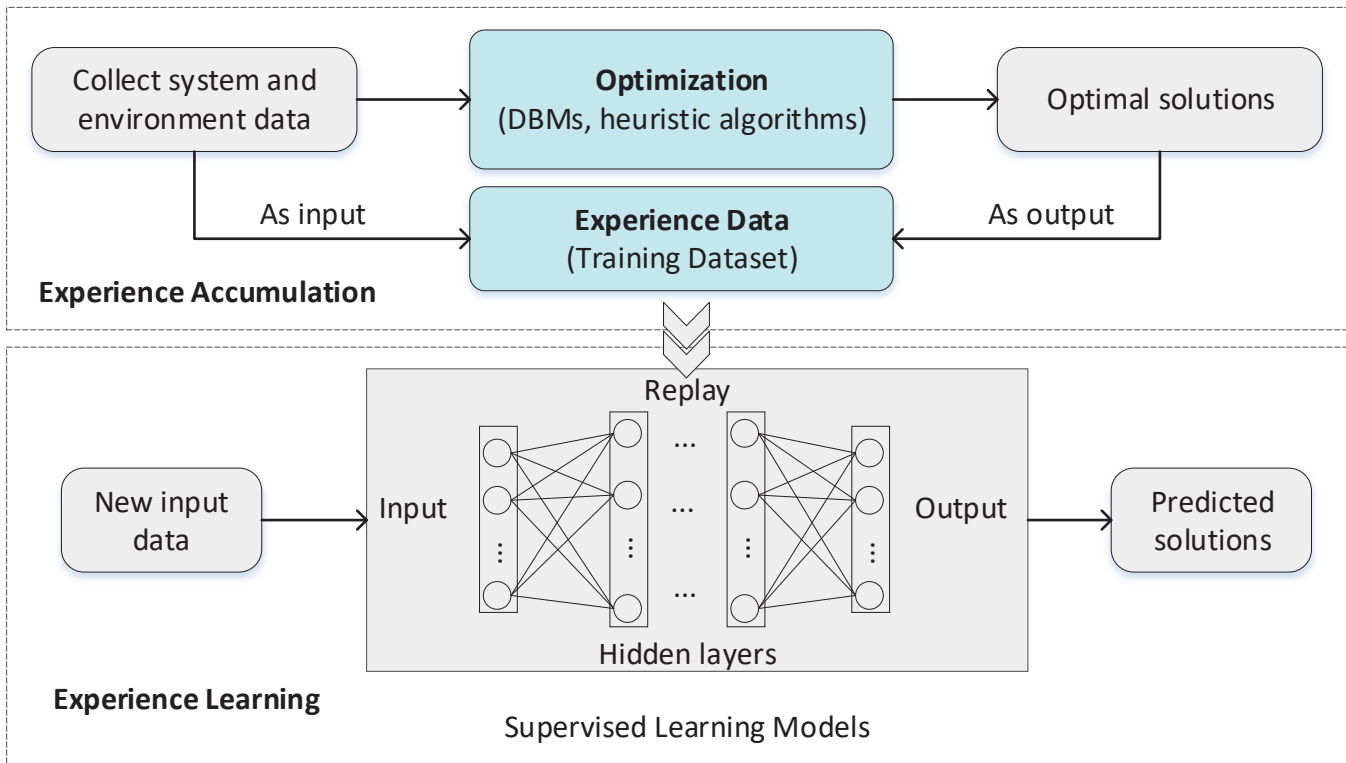 Collect system and
environment data
Optimization
(DBMs, heuristic algorithms)
Optimal solutions
As input
Experience Data
(Training Dataset)
As output
Experience Accumulation
Replay
New input
data
Input
...
...
...
Output
Predicted
solutions
Hidden layers
Experience Learning
Supervised Learning Models